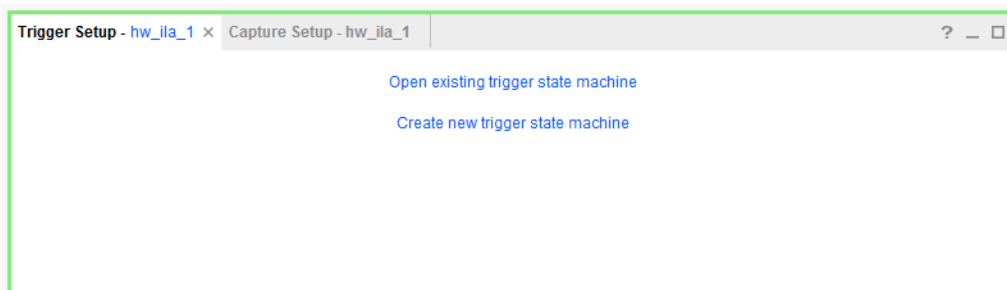 Trigger Setup - hw_ila_1 × Capture Setup - hw_ila_1 ?
Open existing trigger state machine
Create new trigger state machine